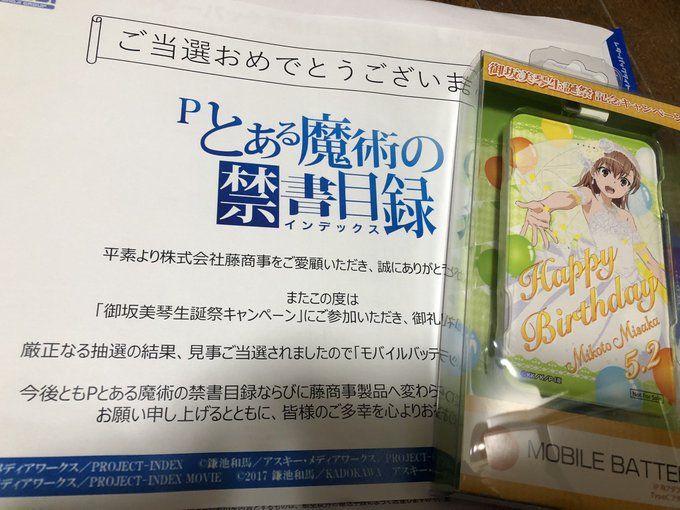 ご当選おめでとうございま
Pとある魔術の
禁書目録
インデックス
平素より株式会社藤商事をご愛顧いただき、誠にありがとう
またこの度は
「御坂美琴生誕祭キャンペーン」にご参加いただき、御礼
厳正なる抽選の結果、見事ご当選されましたので「モバイルバッテ
今後ともPとある魔術の禁書目録ならびに藤商事製品へ変わら
お願い申し上げるとともに、皆様のご多幸を心よりお
ディアワークス/PROJECT-INDEX ©鎌池和馬/アスキー・メディアワークス/PROJECT-
ディアワークス/PROJECT-INDEX MOVIE ©2017 鎌池和馬/KADOKAWA アスキ
御坂美琴生誕祭記念キャンペーン
Happy
Birthday
Mikoto Misaka
5.2
Not For Sale
MOBILE BATTE